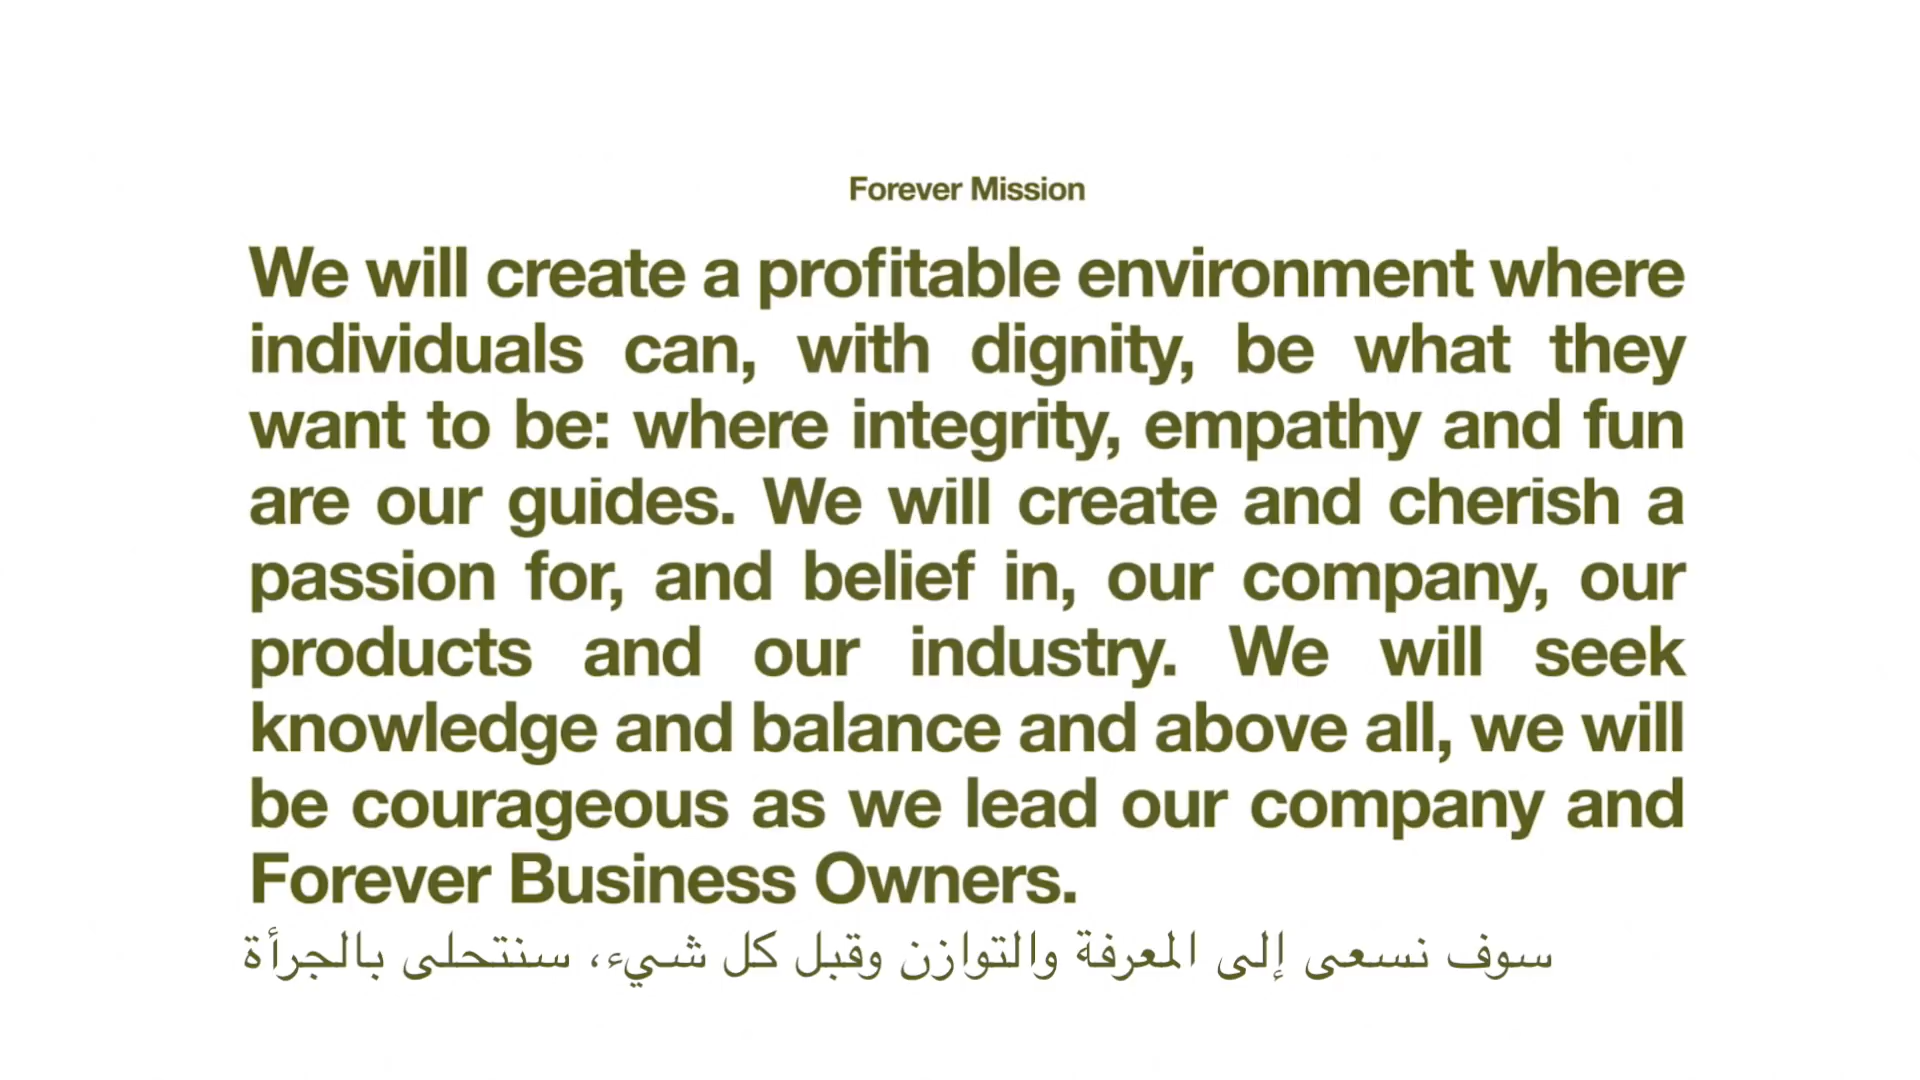 Forever Mission
We will create a profitable environment where
individuals can, with dignity, be what they
want to be: where integrity, empathy and fun
are our guides. We will create and cherish a
passion for, and belief in, our company, our
products and our industry. We will seek
knowledge and balance and above all, we will
be courageous as we lead our company and
Forever Business Owners.
سوف نسعى إلى المعرفة والتوازن وقبل كل شيء، سنتحلى بالجرأة